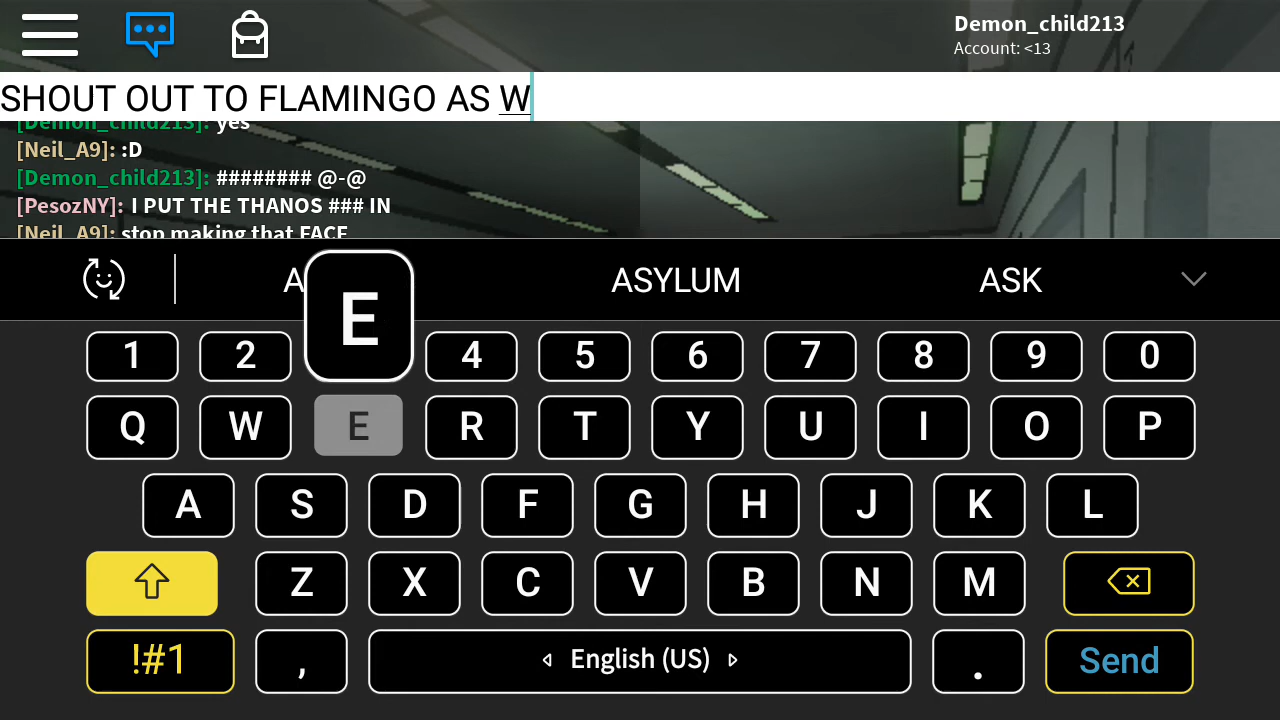 Demon_child213
Account: <13
SHOUT OUT TO FLAMINGO AS W
[Demon_child213]: yes
[Neil_A9]: :D
[Demon_child213]: ######## @-@
[PesozNY]: I PUT THE THANOS ### IN
[Neil_A9]: stop making that FACE
A
E
ASYLUM
ASK
1 2 4 5 6 7 8 9 0
Q W E R T Y U I O P
A S D F G H J K L
Z X C V B N M
!#1 , English (US) . Send